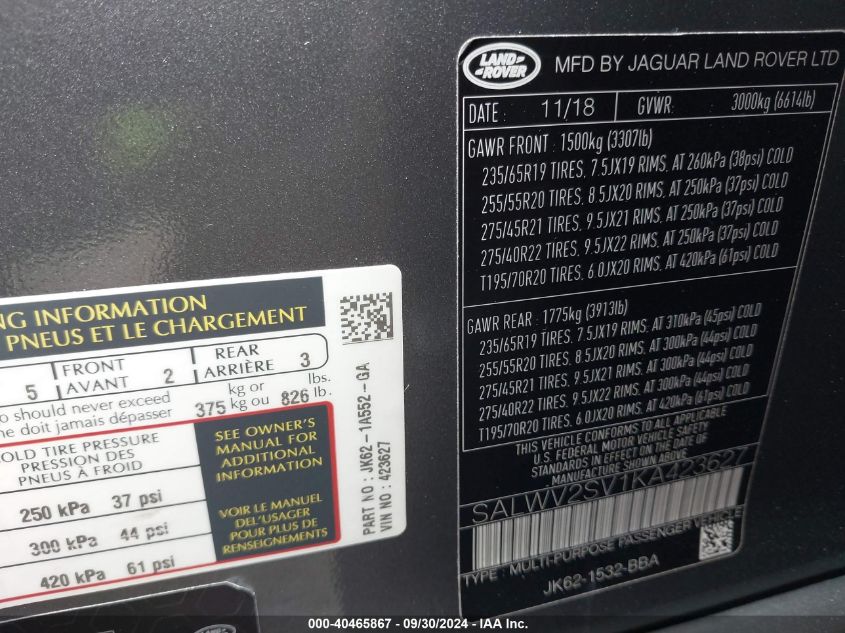 LAND
ROVER
MFD BY JAGUAR LAND ROVER LTD
DATE : 11/18 GVWR: 3000kg (6614lb)
GAWR FRONT : 1500kg (3307lb)
235/65R19 TIRES, 7.5JX19 RIMS, AT 260kPa (38psi) COLD
255/55R20 TIRES, 8.5JX20 RIMS, AT 250kPa (37psi) COLD
275/45R21 TIRES, 9.5JX21 RIMS, AT 250kPa (37psi) COLD
275/40R22 TIRES, 9.5JX22 RIMS, AT 250kPa (37psi) COLD
T195/70R20 TIRES, 6.0JX20 RIMS, AT 420kPa (61psi) COLD
GAWR REAR : 1775kg (3913lb)
235/65R19 TIRES, 7.5JX19 RIMS, AT 310kPa (45psi) COLD
255/55R20 TIRES, 8.5JX20 RIMS, AT 300kPa (44psi) COLD
275/45R21 TIRES, 9.5JX21 RIMS, AT 300kPa (44psi) COLD
275/40R22 TIRES, 9.5JX22 RIMS, AT 300kPa (44psi) COLD
T195/70R20 TIRES, 6.0JX20 RIMS, AT 420kPa (61psi) COLD
THIS VEHICLE CONFORMS TO ALL APPLICABLE
U.S. FEDERAL MOTOR VEHICLE SAFETY
STANDARDS IN EFFECT ON THE DATE OF
MANUFACTURE SHOWN ABOVE
SALWV2SV1KA423627
TYPE : MULTI-PURPOSE PASSENGER VEHICLE
JK62-1532-BBA
NG INFORMATION
PNEUS ET LE CHARGEMENT
5 FRONT AVANT 2 REAR ARRIÈRE 3
o should never exceed
ne doit jamais dépasser
375 kg or kg ou 826 lbs. lb.
OLD TIRE PRESSURE
PRESSION DES
PNEUS À FROID
250 kPa 37 psi
300 kPa 44 psi
420 kPa 61 psi
SEE OWNER'S
MANUAL FOR
ADDITIONAL
INFORMATION
VOIR LE MANUEL
DEL'USAGER
POUR PLUS DE
RENSEIGNEMENTS
PART NO : JK62-1A552-GA
VIN NO : 423627
LAND
ROVER
000-40465867 - 09/30/2024 - IAA Inc.